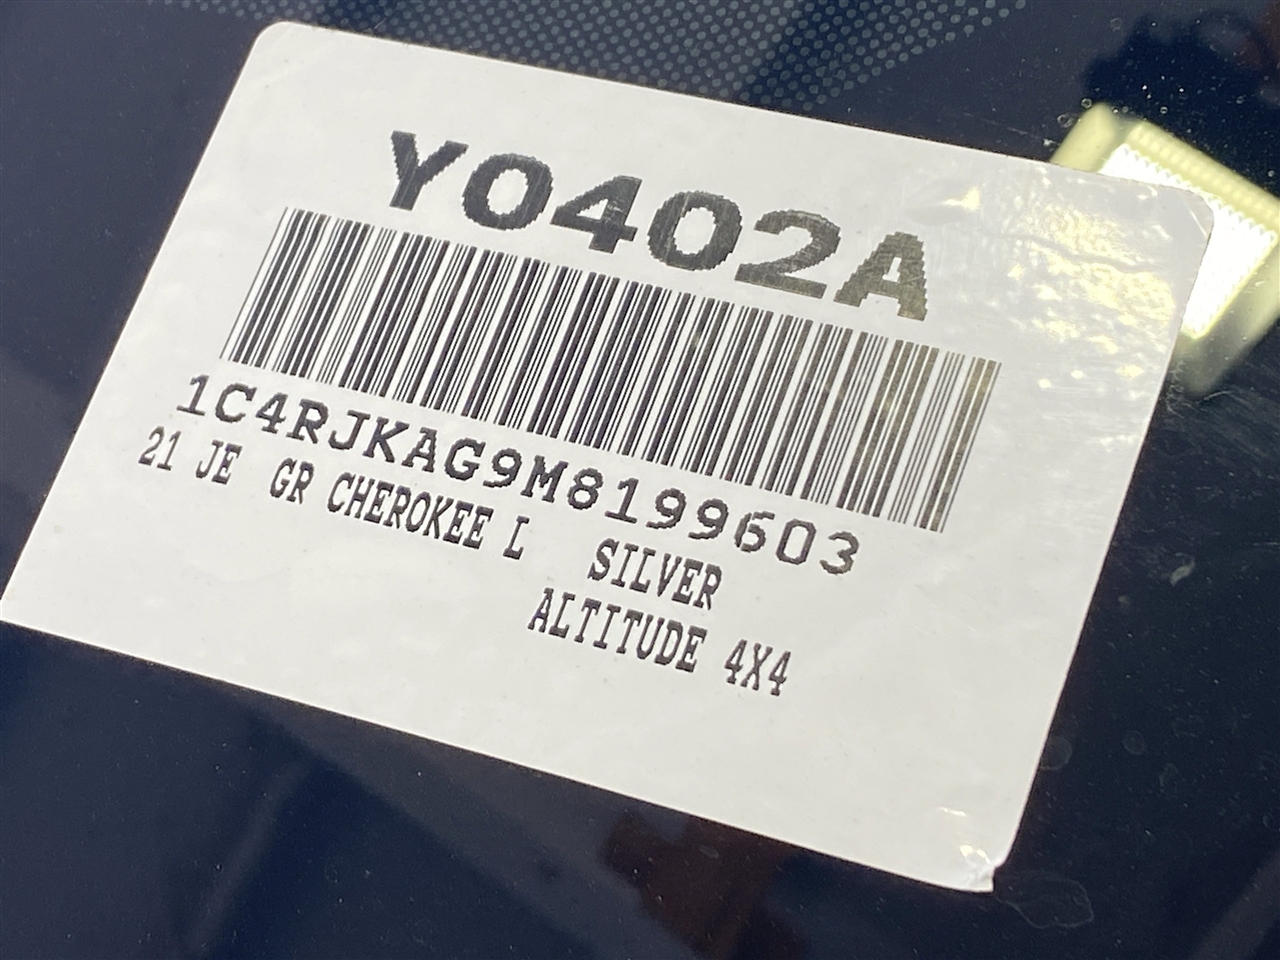 Y0402A
1C4RJKAG9M8199603
21 JE GR CHEROKEE L SILVER
ALTITUDE 4X4